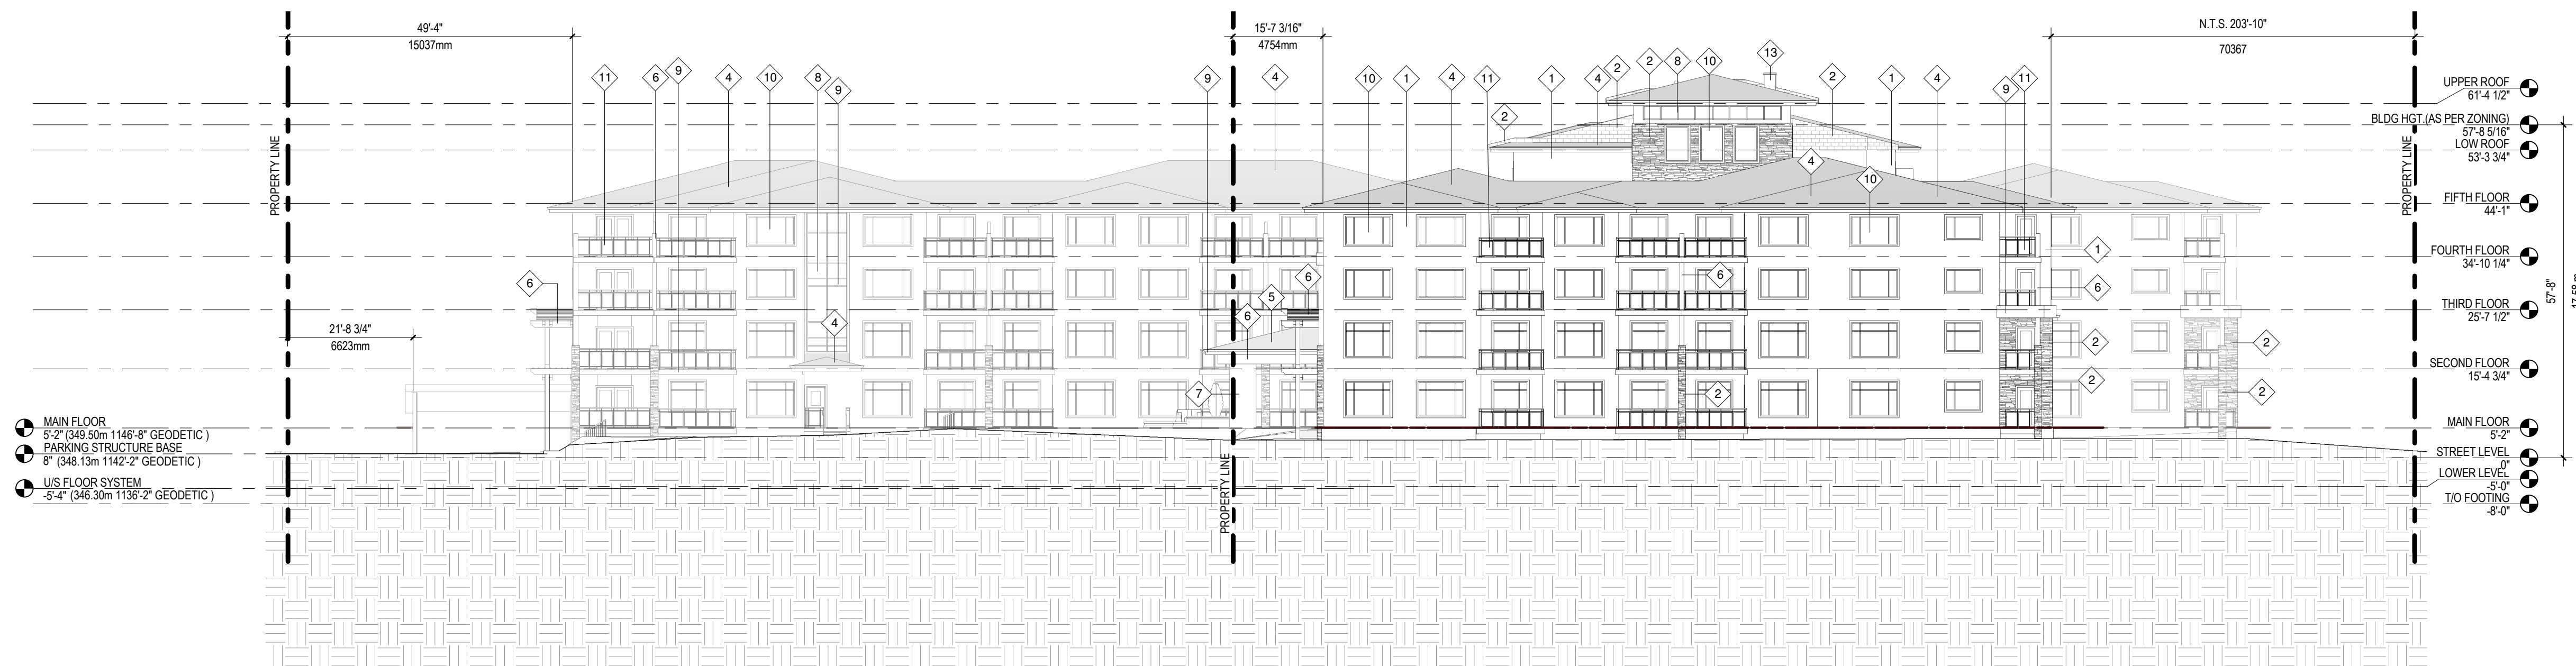 49'-4"
15037mm
15'-7 3/16"
4754mm
N.T.S. 203'-10"
70367
13
2
2
8
10
11
6
9
4
10
8
9
9
4
10
1
4
11
1
4
2
1
4
9
11
2
UPPER ROOF
61'-4 1/2"
BLDG HGT.(AS PER ZONING)
57'-8 5/16"
LOW ROOF
53'-3 3/4"
PROPERTY LINE
PROPERTY LINE
4
10
FIFTH FLOOR
44'-1"
1
FOURTH FLOOR
34'-10 1/4"
6
6
6
6
5
57'-8"
THIRD FLOOR
25'-7 1/2"
21'-8 3/4"
6623mm
4
6
2
2
SECOND FLOOR
15'-4 3/4"
7
2
2
2
MAIN FLOOR
5'-2" (349.50m 1146'-8" GEODETIC )
PARKING STRUCTURE BASE
8" (348.13m 1142'-2" GEODETIC )
U/S FLOOR SYSTEM
-5'-4" (346.30m 1136'-2" GEODETIC )
PROPERTY LINE
MAIN FLOOR
5'-2"
STREET LEVEL
0"
LOWER LEVEL
-5'-0"
T/O FOOTING
-8'-0"